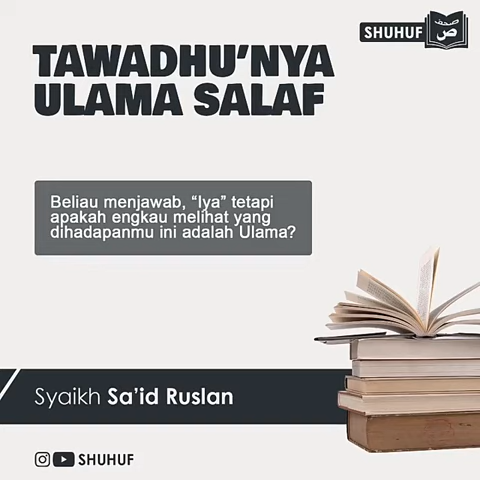 SHUHUF
صحف
ص
TAWADHU'NYA
ULAMA SALAF
Beliau menjawab, “Iya” tetapi
apakah engkau melihat yang
dihadapanmu ini adalah Ulama?
Syaikh Sa'id Ruslan
SHUHUF